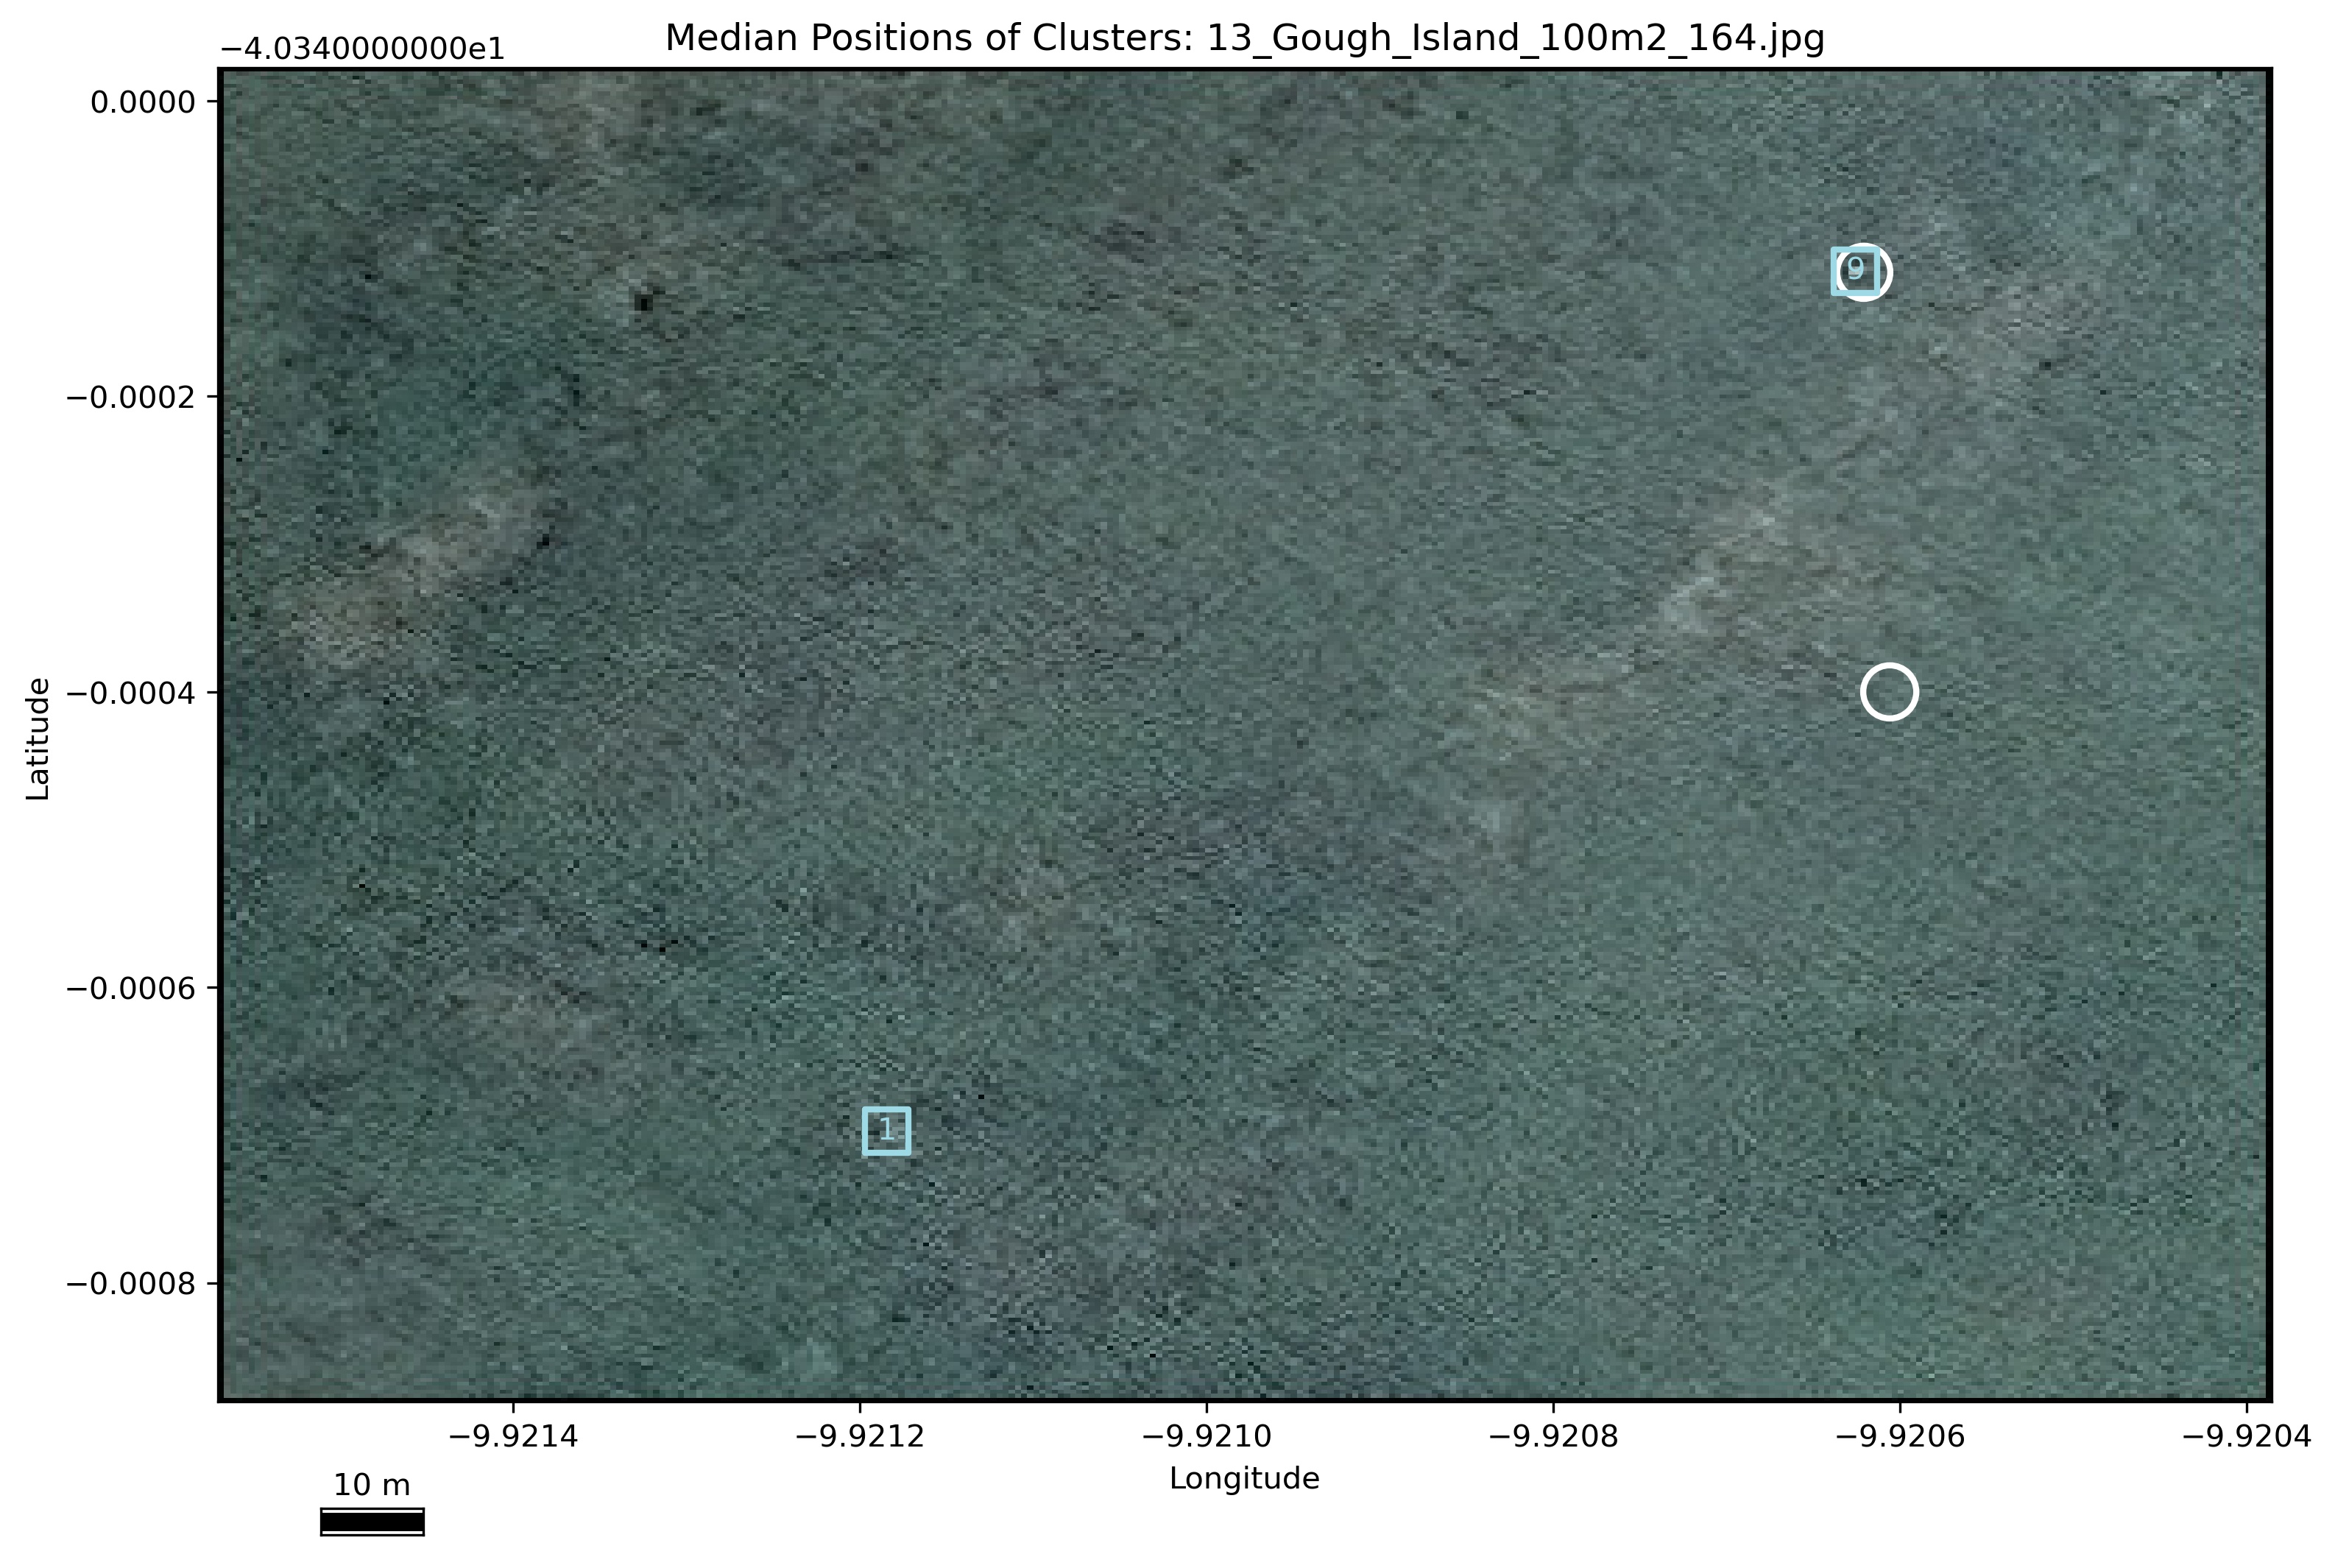 Median Positions of Clusters: 13_Gough_Island_100m2_164.jpg
−4.0340000000e1
0.0000
−0.0002
−0.0004
−0.0006
−0.0008
Latitude
9
1
−9.9214
−9.9212
−9.9210
−9.9208
−9.9206
−9.9204
Longitude
10 m